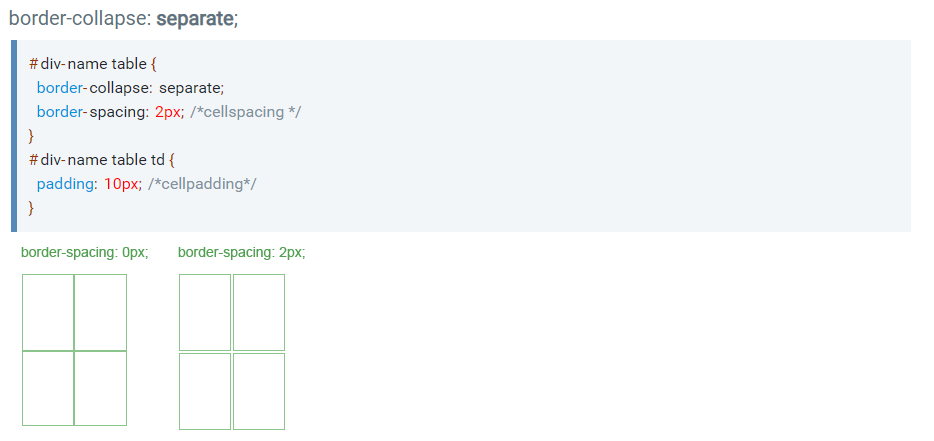 border-collapse: separate;
#div-name table {
border-collapse: separate;
border-spacing: 2px; /*cellspacing */
}
#div-name table td {
padding: 10px; /*cellpadding*/
}
border-spacing: 0px; border-spacing: 2px;